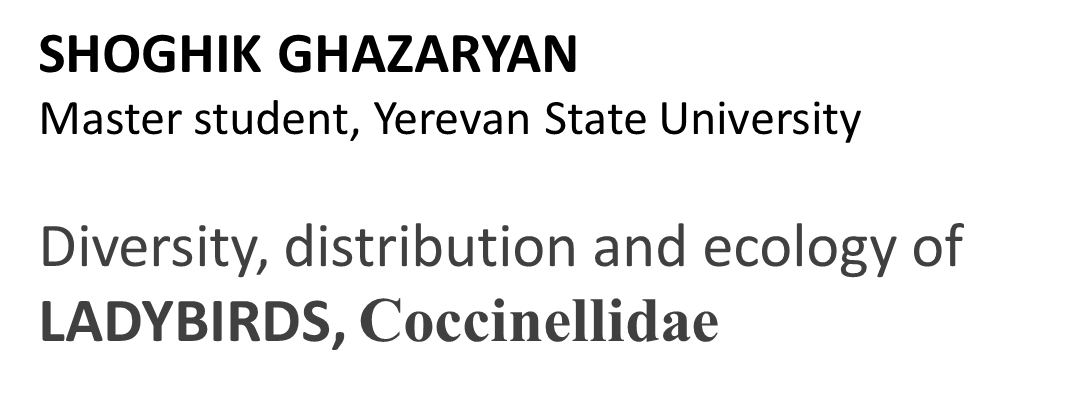 SHOGHIK GHAZARYAN
Master student, Yerevan State University
Diversity, distribution and ecology of
LADYBIRDS, Coccinellidae